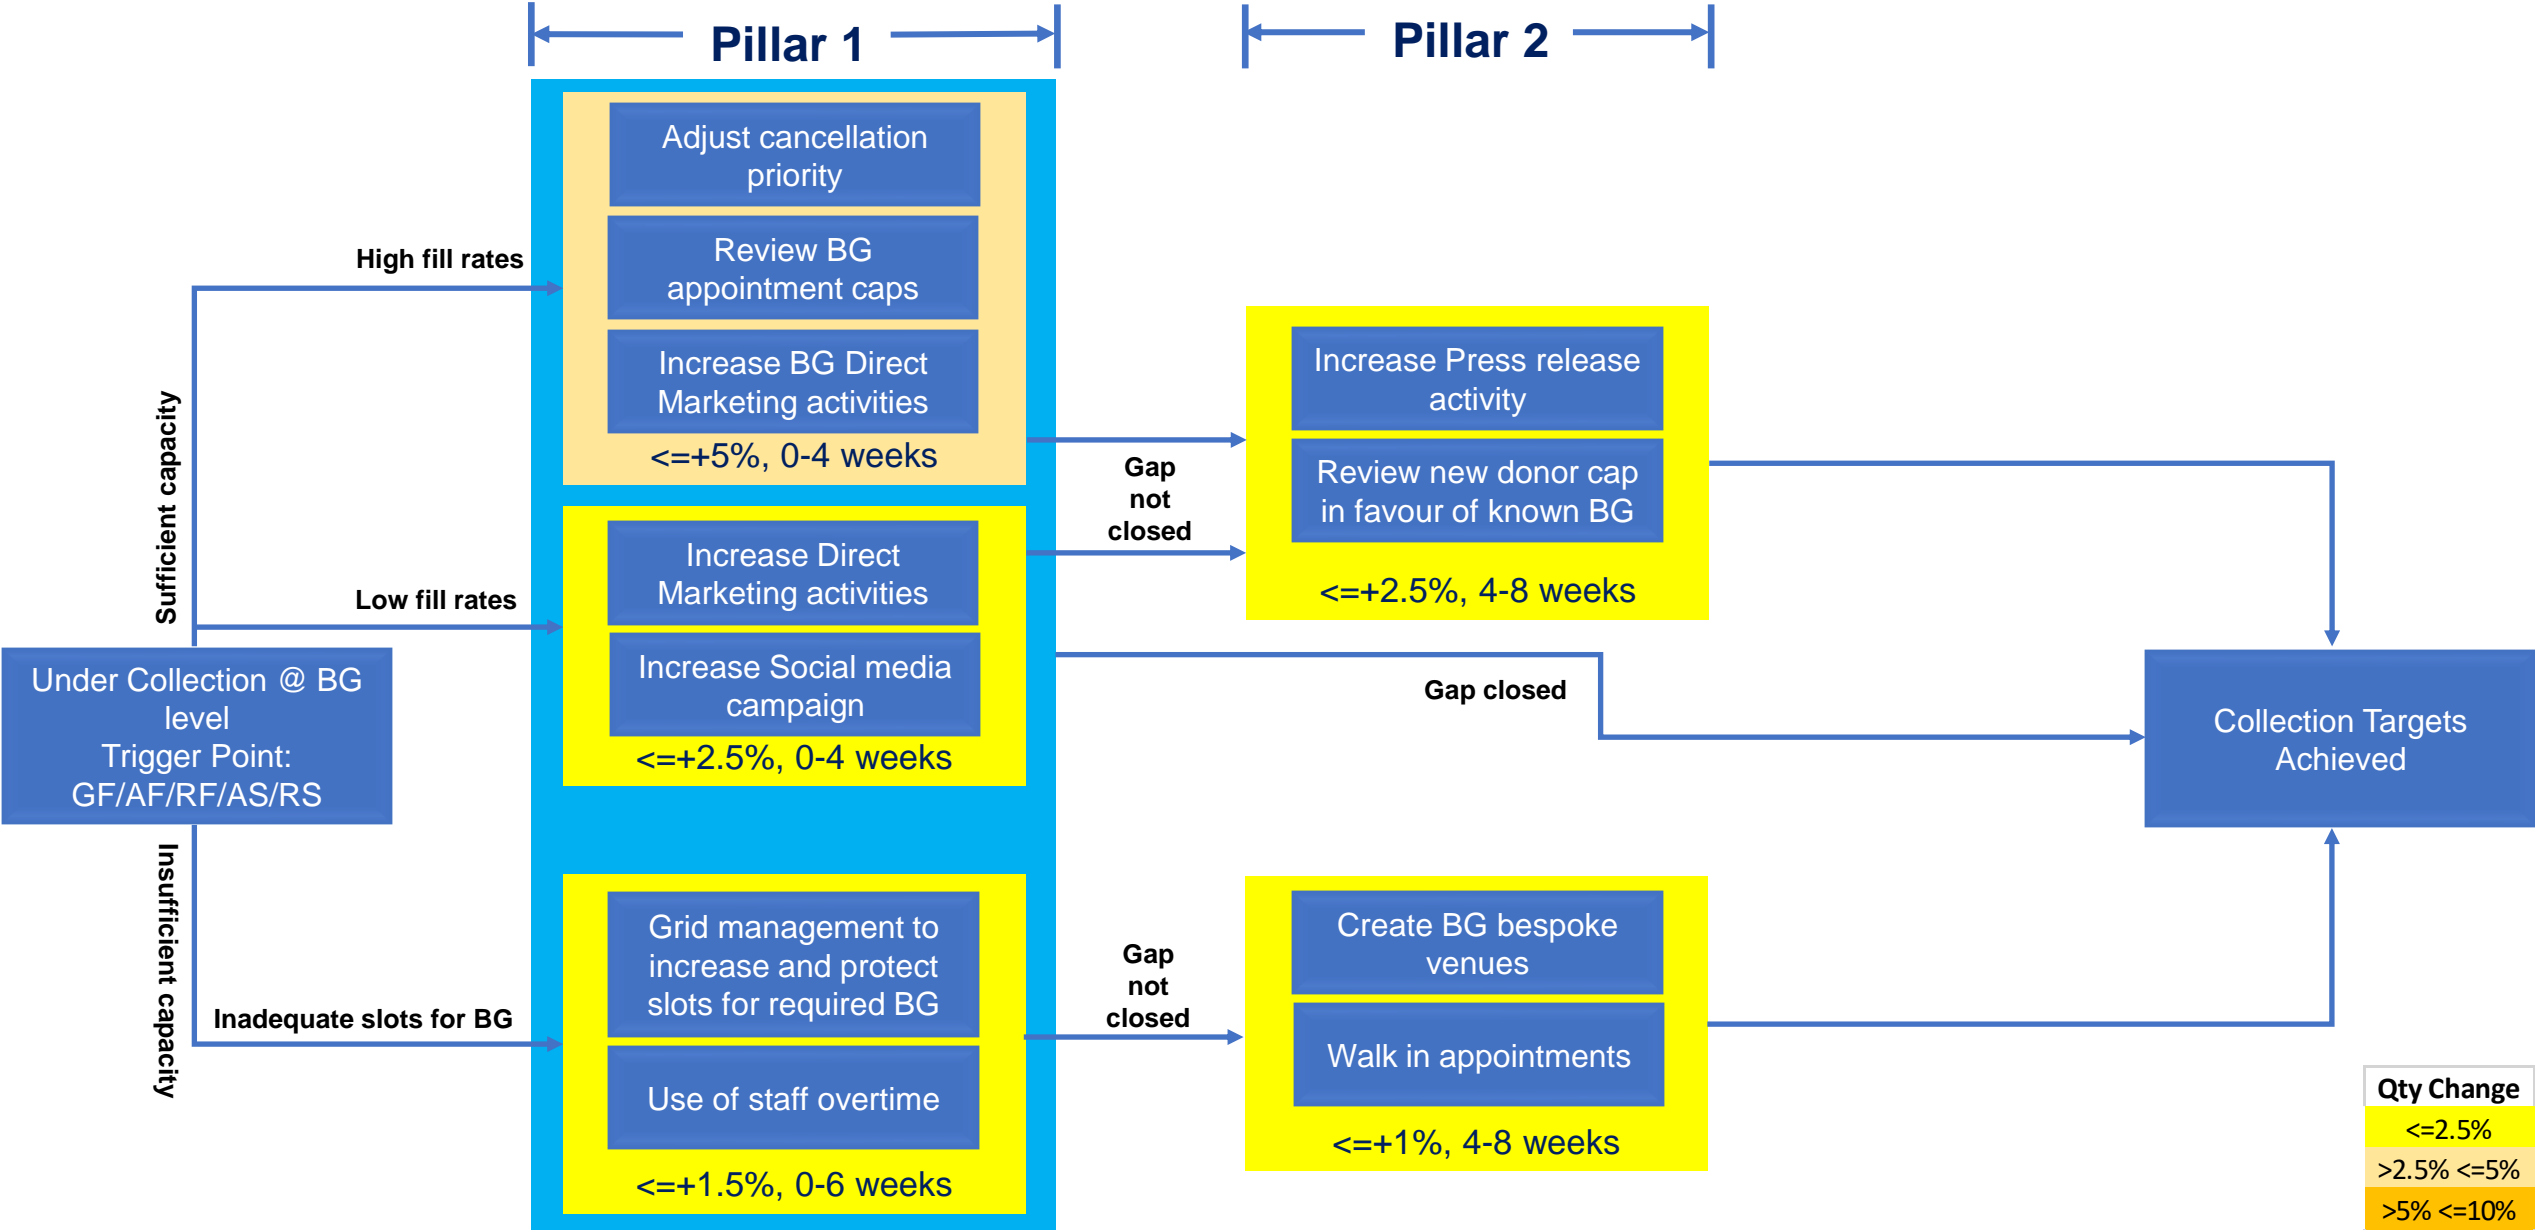 Pillar 1
Pillar 2
Adjust cancellation
priority
Review BG
appointment caps
Increase BG Direct
Marketing activities
<=+5%, 0-4 weeks
High fill rates
Sufficient capacity
Low fill rates
Increase Direct
Marketing activities
Increase Social media
campaign
<=+2.5%, 0-4 weeks
Gap
not
closed
Increase Press release
activity
Review new donor cap
in favour of known BG
<=+2.5%, 4-8 weeks
Under Collection @ BG
level
Trigger Point:
GF/AF/RF/AS/RS
Gap closed
Collection Targets
Achieved
Insufficient capacity
Inadequate slots for BG
Grid management to
increase and protect
slots for required BG
Use of staff overtime
<=+1.5%, 0-6 weeks
Gap
not
closed
Create BG bespoke
venues
Walk in appointments
<=+1%, 4-8 weeks
Qty Change
<=2.5%
>2.5% <=5%
>5% <=10%